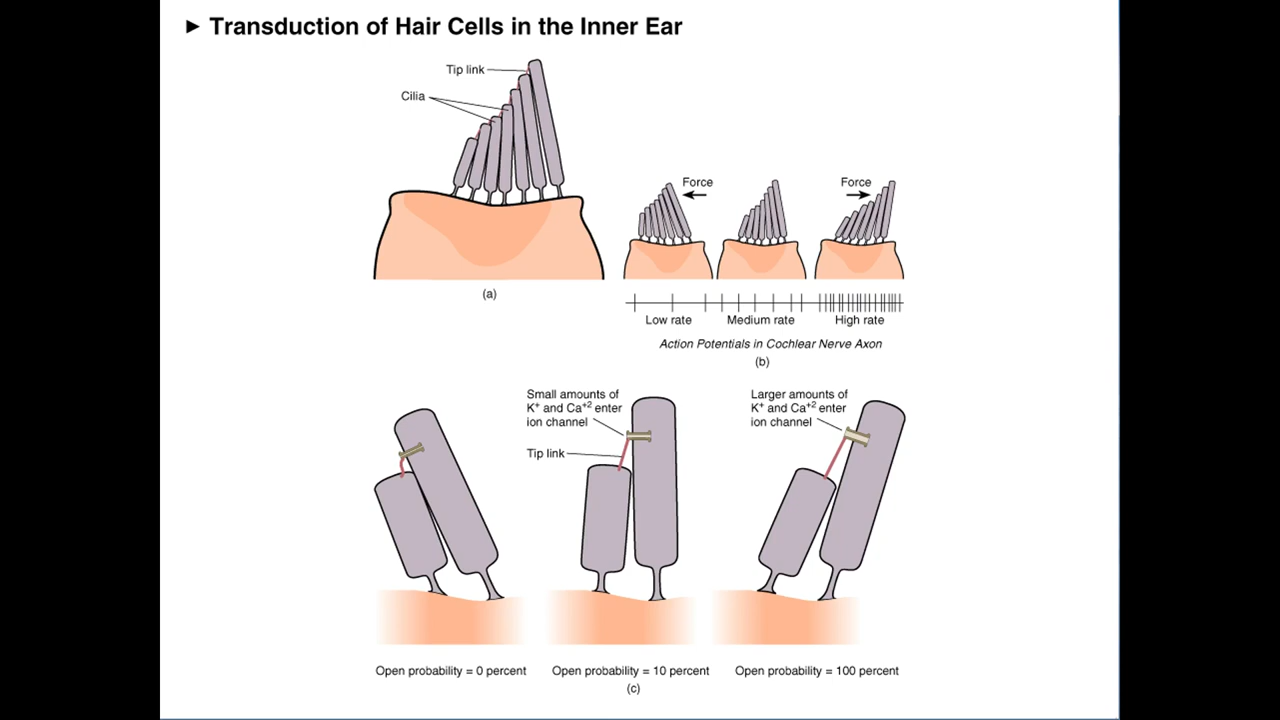 ► Transduction of Hair Cells in the Inner Ear
Tip link
Cilia
(a)
Force
Force
Low rate
Medium rate
High rate
Action Potentials in Cochlear Nerve Axon
(b)
Small amounts of
K⁺ and Ca⁺² enter
ion channel
Tip link
Larger amounts of
K⁺ and Ca⁺² enter
ion channel
Open probability = 0 percent
Open probability = 10 percent
Open probability = 100 percent
(c)